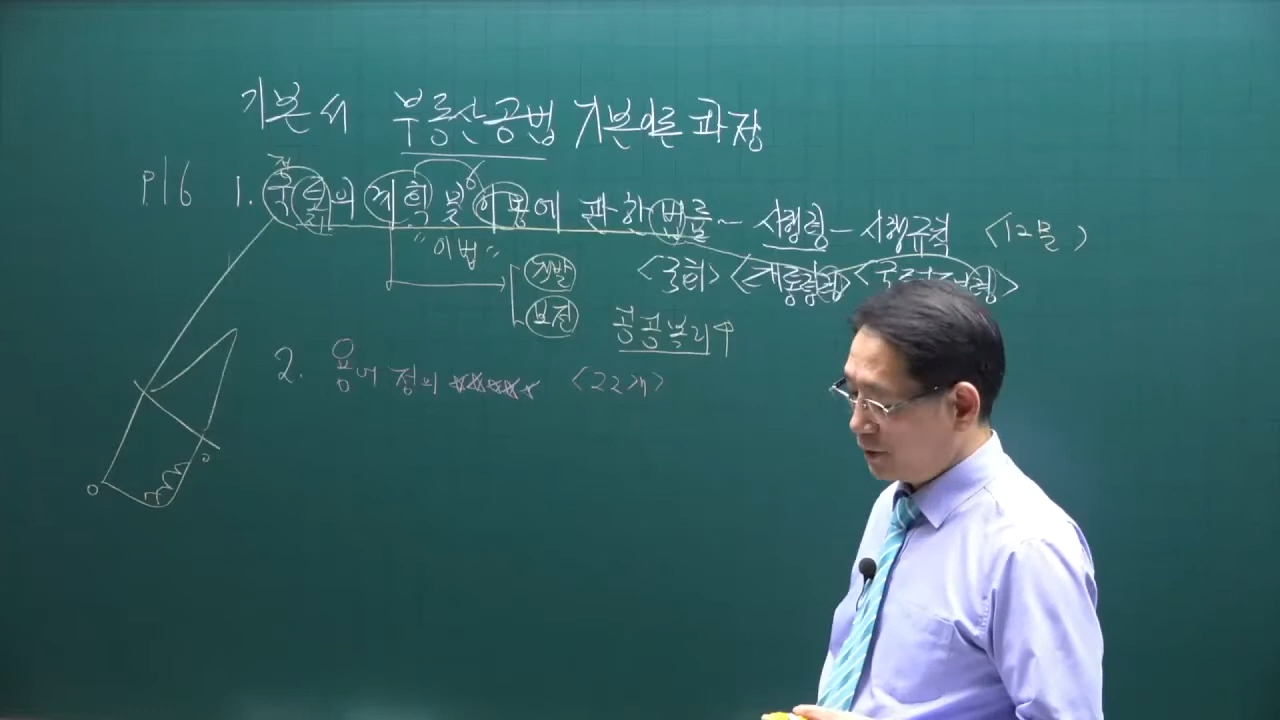 기본서 부동산공법 기본이론 과정
P.16 1. 국토의 계획 및 이용에 관한 법률 - 시행령 - 시행규칙 <12문>
"이법" 개발 <국회> <대통령령>
보전 공공복리↑
2. 용어 정의 ★★★★★ <22개>